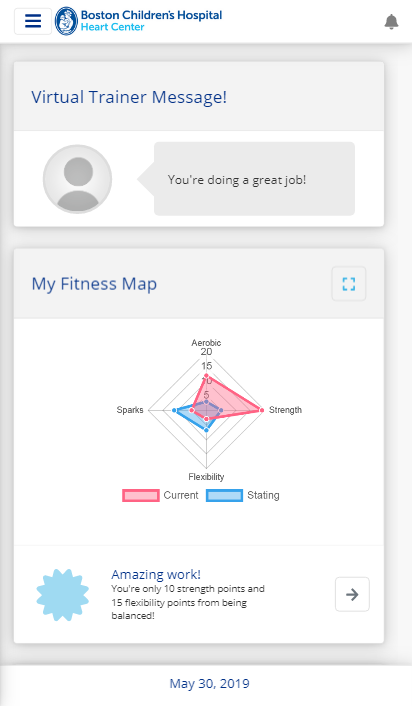 Boston Children's Hospital
Heart Center
Virtual Trainer Message!
You're doing a great job!
My Fitness Map
Aerobic
20
15
10
5
Sparks
Strength
Flexibility
Current
Stating
Amazing work!
You're only 10 strength points and
15 flexibility points from being
balanced!
May 30, 2019